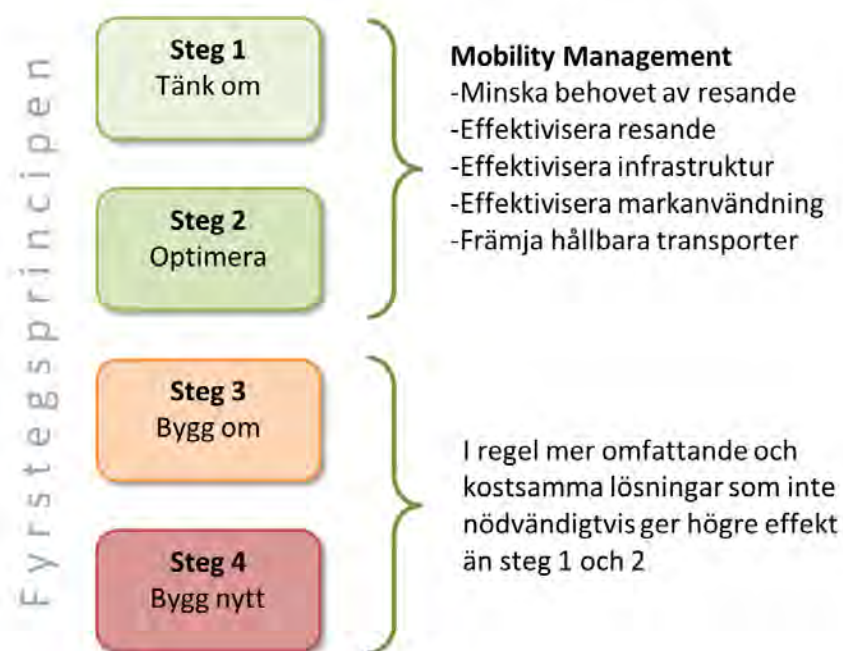 Fyrstegsprincipen
Steg 1
Tänk om
Steg 2
Optimera
Mobility Management
-Minska behovet av resande
-Effektivisera resande
-Effektivisera infrastruktur
-Effektivisera markanvändning
-Främja hållbara transporter
Steg 3
Bygg om
Steg 4
Bygg nytt
I regel mer omfattande och
kostsamma lösningar som inte
nödvändigtvis ger högre effekt
än steg 1 och 2